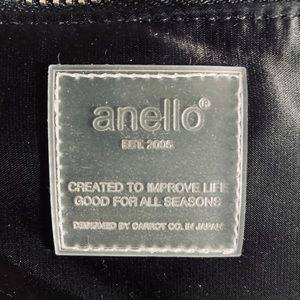 anello®
EST. 2005
CREATED TO IMPROVE LIFE
GOOD FOR ALL SEASONS
DESIGNED BY CARROT CO. IN JAPAN